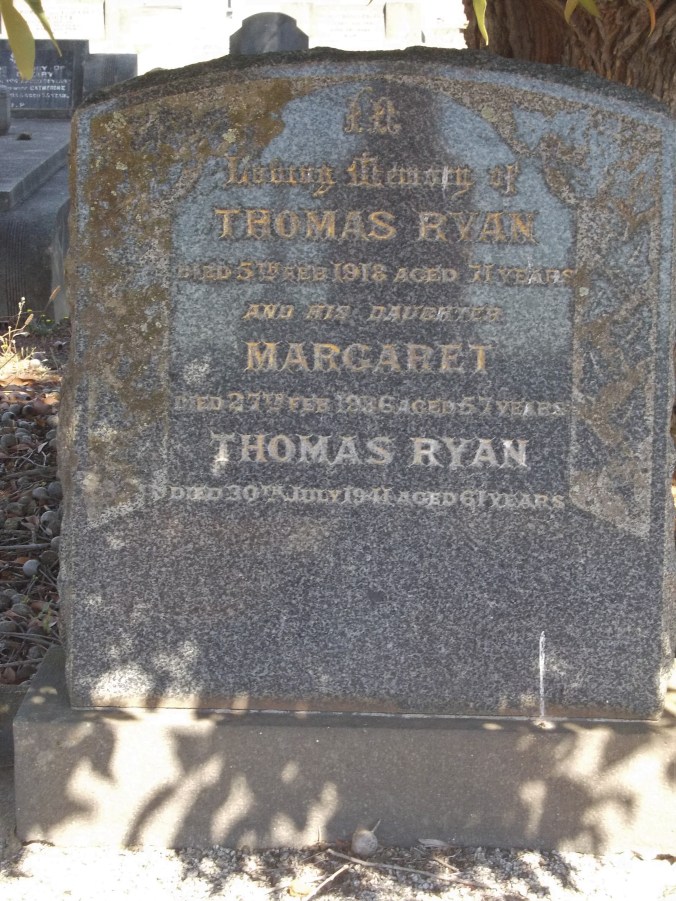 In
Loving Memory of
THOMAS RYAN
DIED 5TH FEB 1918 AGED 71 YEARS
AND HIS DAUGHTER
MARGARET
DIED 27TH FEB 1936 AGED 57 YEARS
THOMAS RYAN
DIED 30TH JULY 1941 AGED 61 YEARS